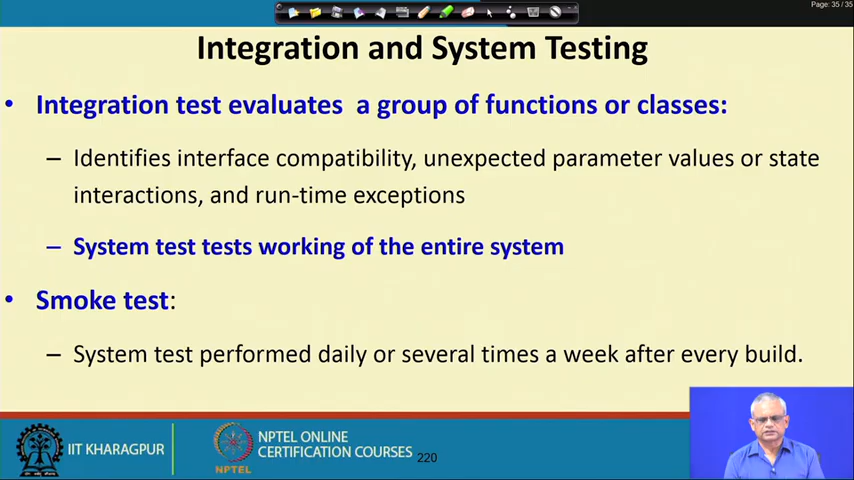 Page: 35 / 35
Integration and System Testing
• Integration test evaluates a group of functions or classes:
– Identifies interface compatibility, unexpected parameter values or state
interactions, and run-time exceptions
– System test tests working of the entire system
• Smoke test:
– System test performed daily or several times a week after every build.
IIT KHARAGPUR
NPTEL
NPTEL ONLINE
CERTIFICATION COURSES
220